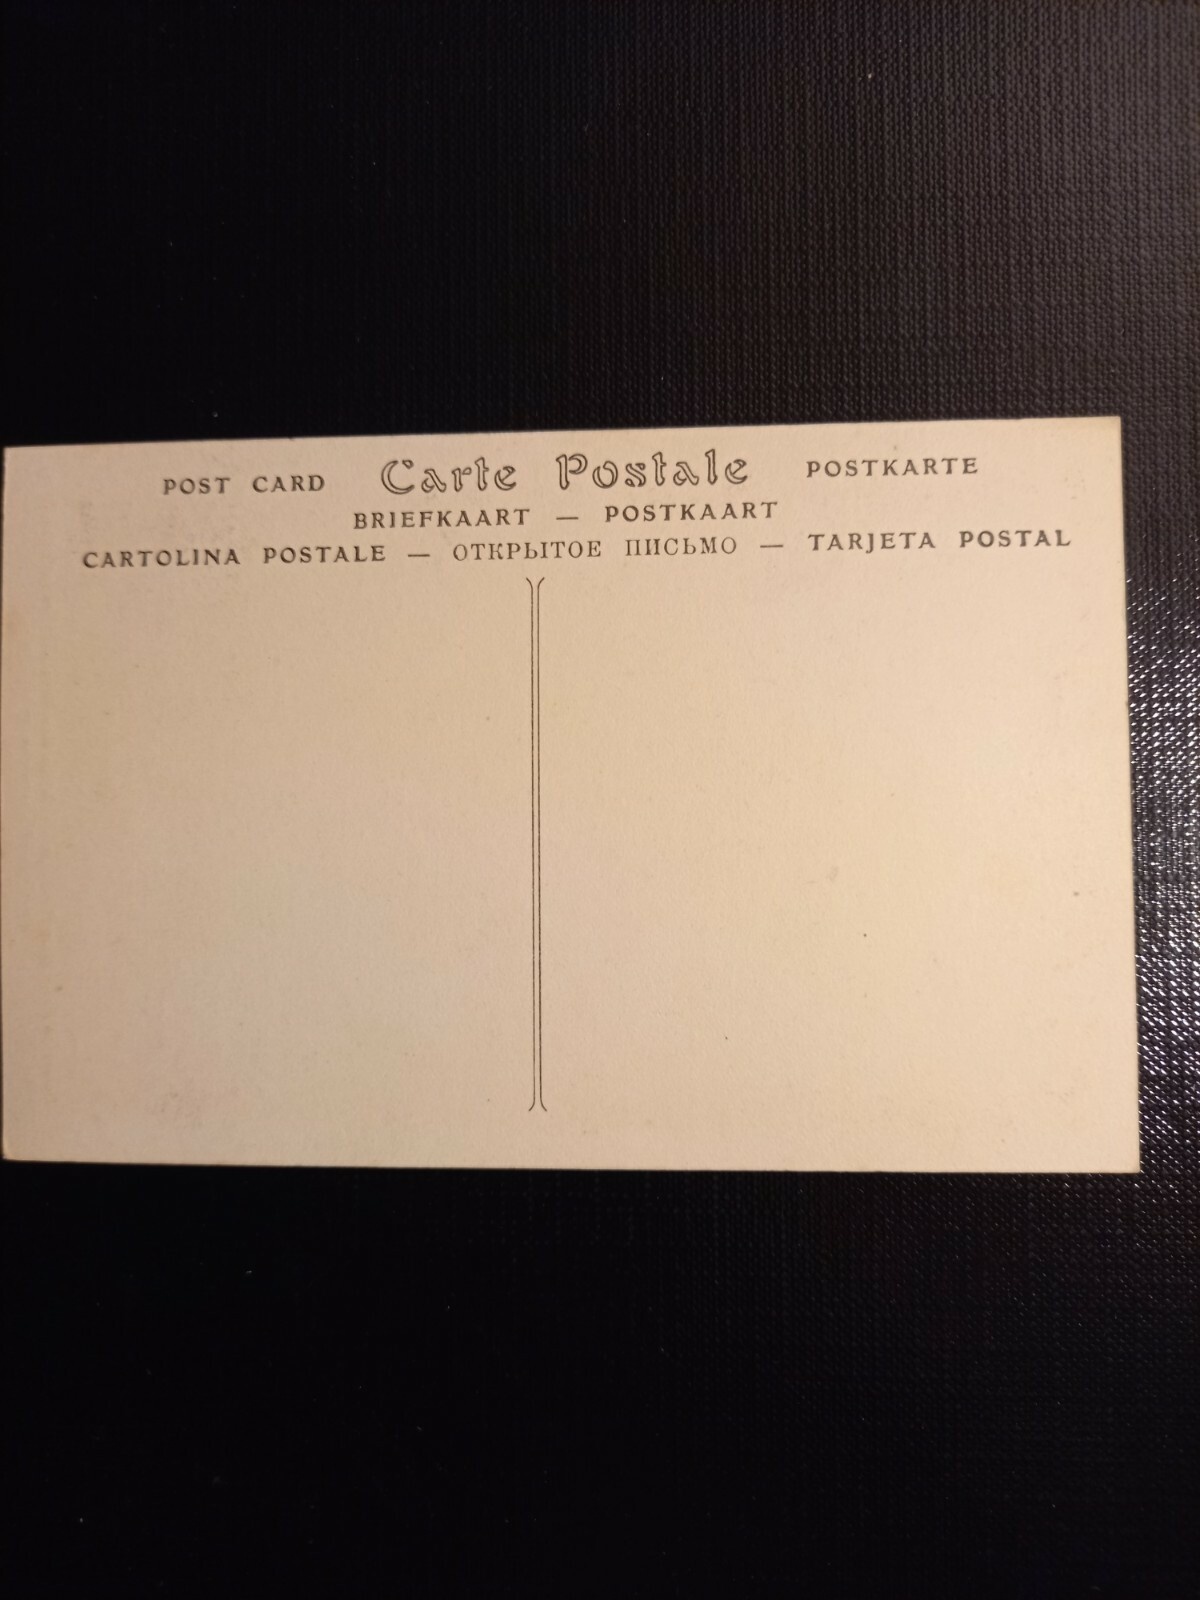 POST CARD Carte Postale POSTKARTE
BRIEFKAART — POSTKAART
CARTOLINA POSTALE — ОТКРЫТОЕ ПИСЬМО — TARJETA POSTAL